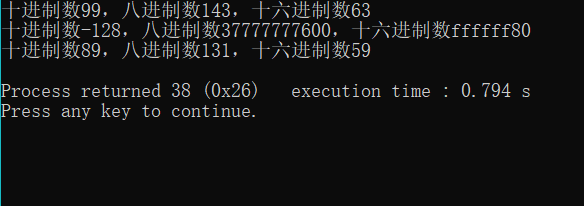 十进制数99，八进制数143，十六进制数63
十进制数-128，八进制数37777777600，十六进制数ffffff80
十进制数89，八进制数131，十六进制数59
Process returned 38 (0x26)   execution time : 0.794 s
Press any key to continue.